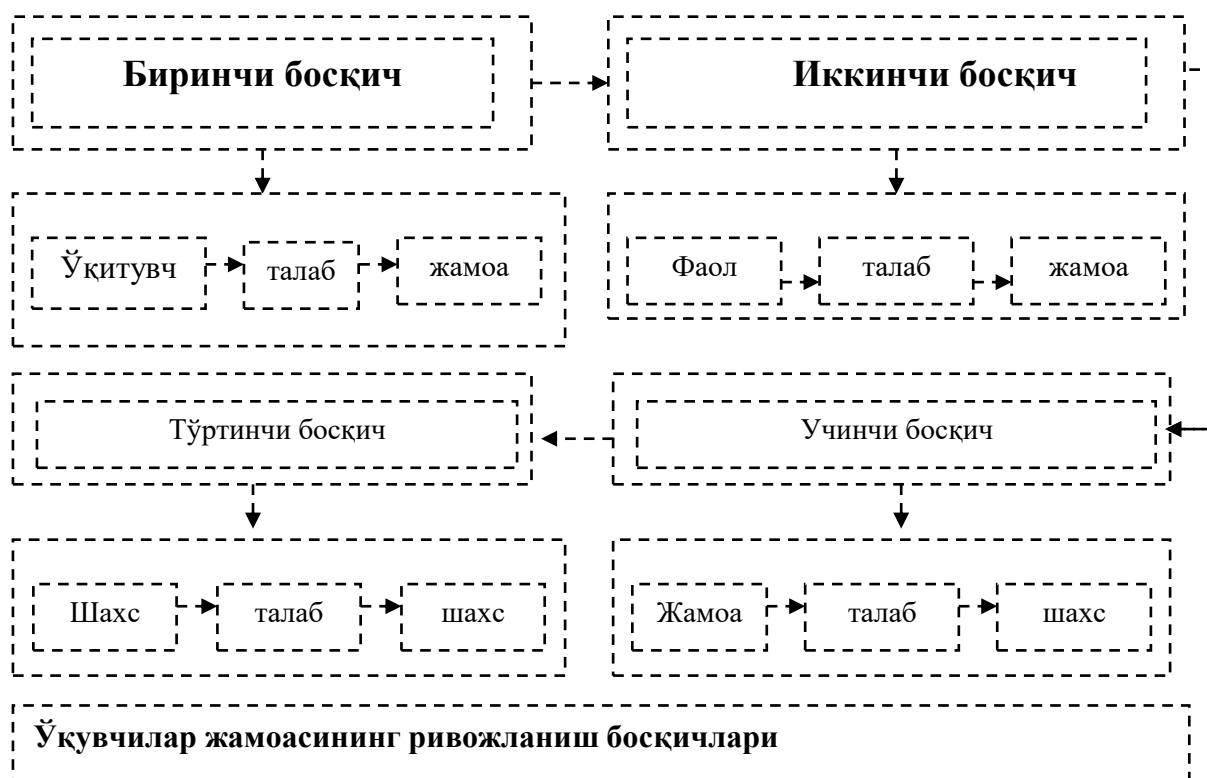 Биринчи босқич
Иккинчи босқич
Ўқитувч
талаб
жамоа
Фаол
талаб
жамоа
Тўртинчи босқич
Учинчи босқич
Шахс
талаб
шахс
Жамоа
талаб
шахс
Ўқувчилар жамоасининг ривожланиш босқичлари